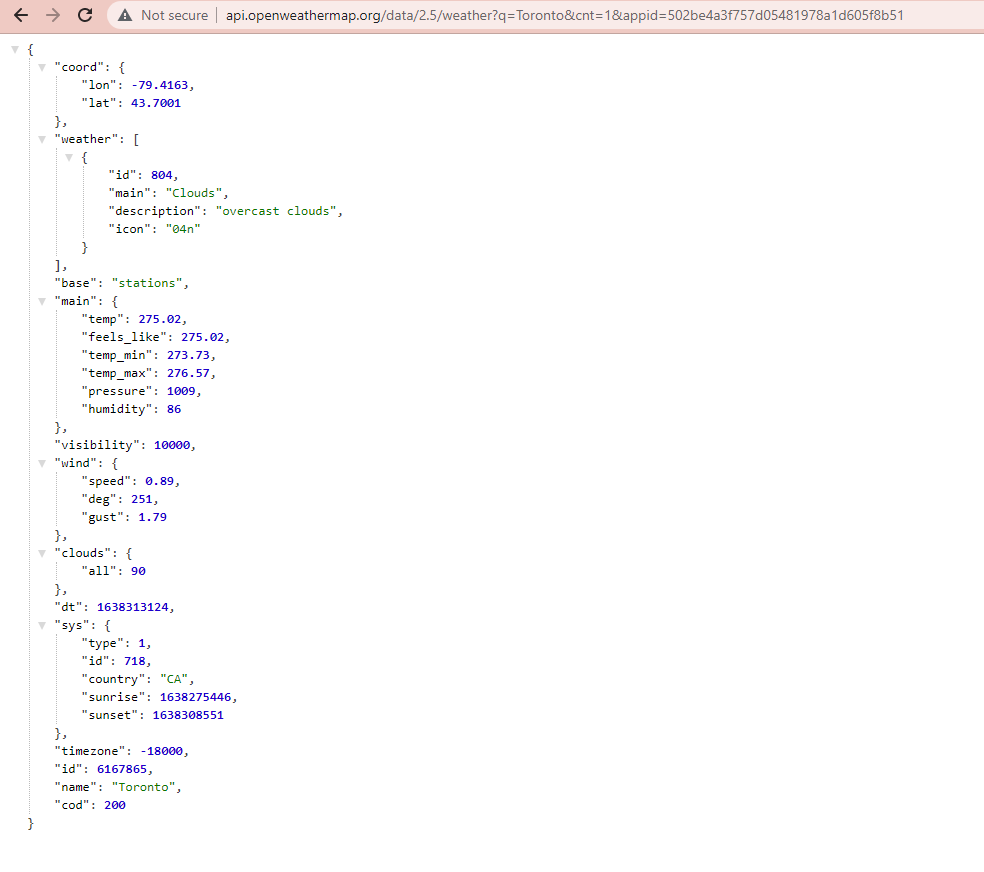 Not secure | api.openweathermap.org/data/2.5/weather?q=Toronto&cnt=1&appid=502be4a3f757d05481978a1d605f8b51
{
"coord": {
"lon": -79.4163,
"lat": 43.7001
},
"weather": [
{
"id": 804,
"main": "Clouds",
"description": "overcast clouds",
"icon": "04n"
}
],
"base": "stations",
"main": {
"temp": 275.02,
"feels_like": 275.02,
"temp_min": 273.73,
"temp_max": 276.57,
"pressure": 1009,
"humidity": 86
},
"visibility": 10000,
"wind": {
"speed": 0.89,
"deg": 251,
"gust": 1.79
},
"clouds": {
"all": 90
},
"dt": 1638313124,
"sys": {
"type": 1,
"id": 718,
"country": "CA",
"sunrise": 1638275446,
"sunset": 1638308551
},
"timezone": -18000,
"id": 6167865,
"name": "Toronto",
"cod": 200
}